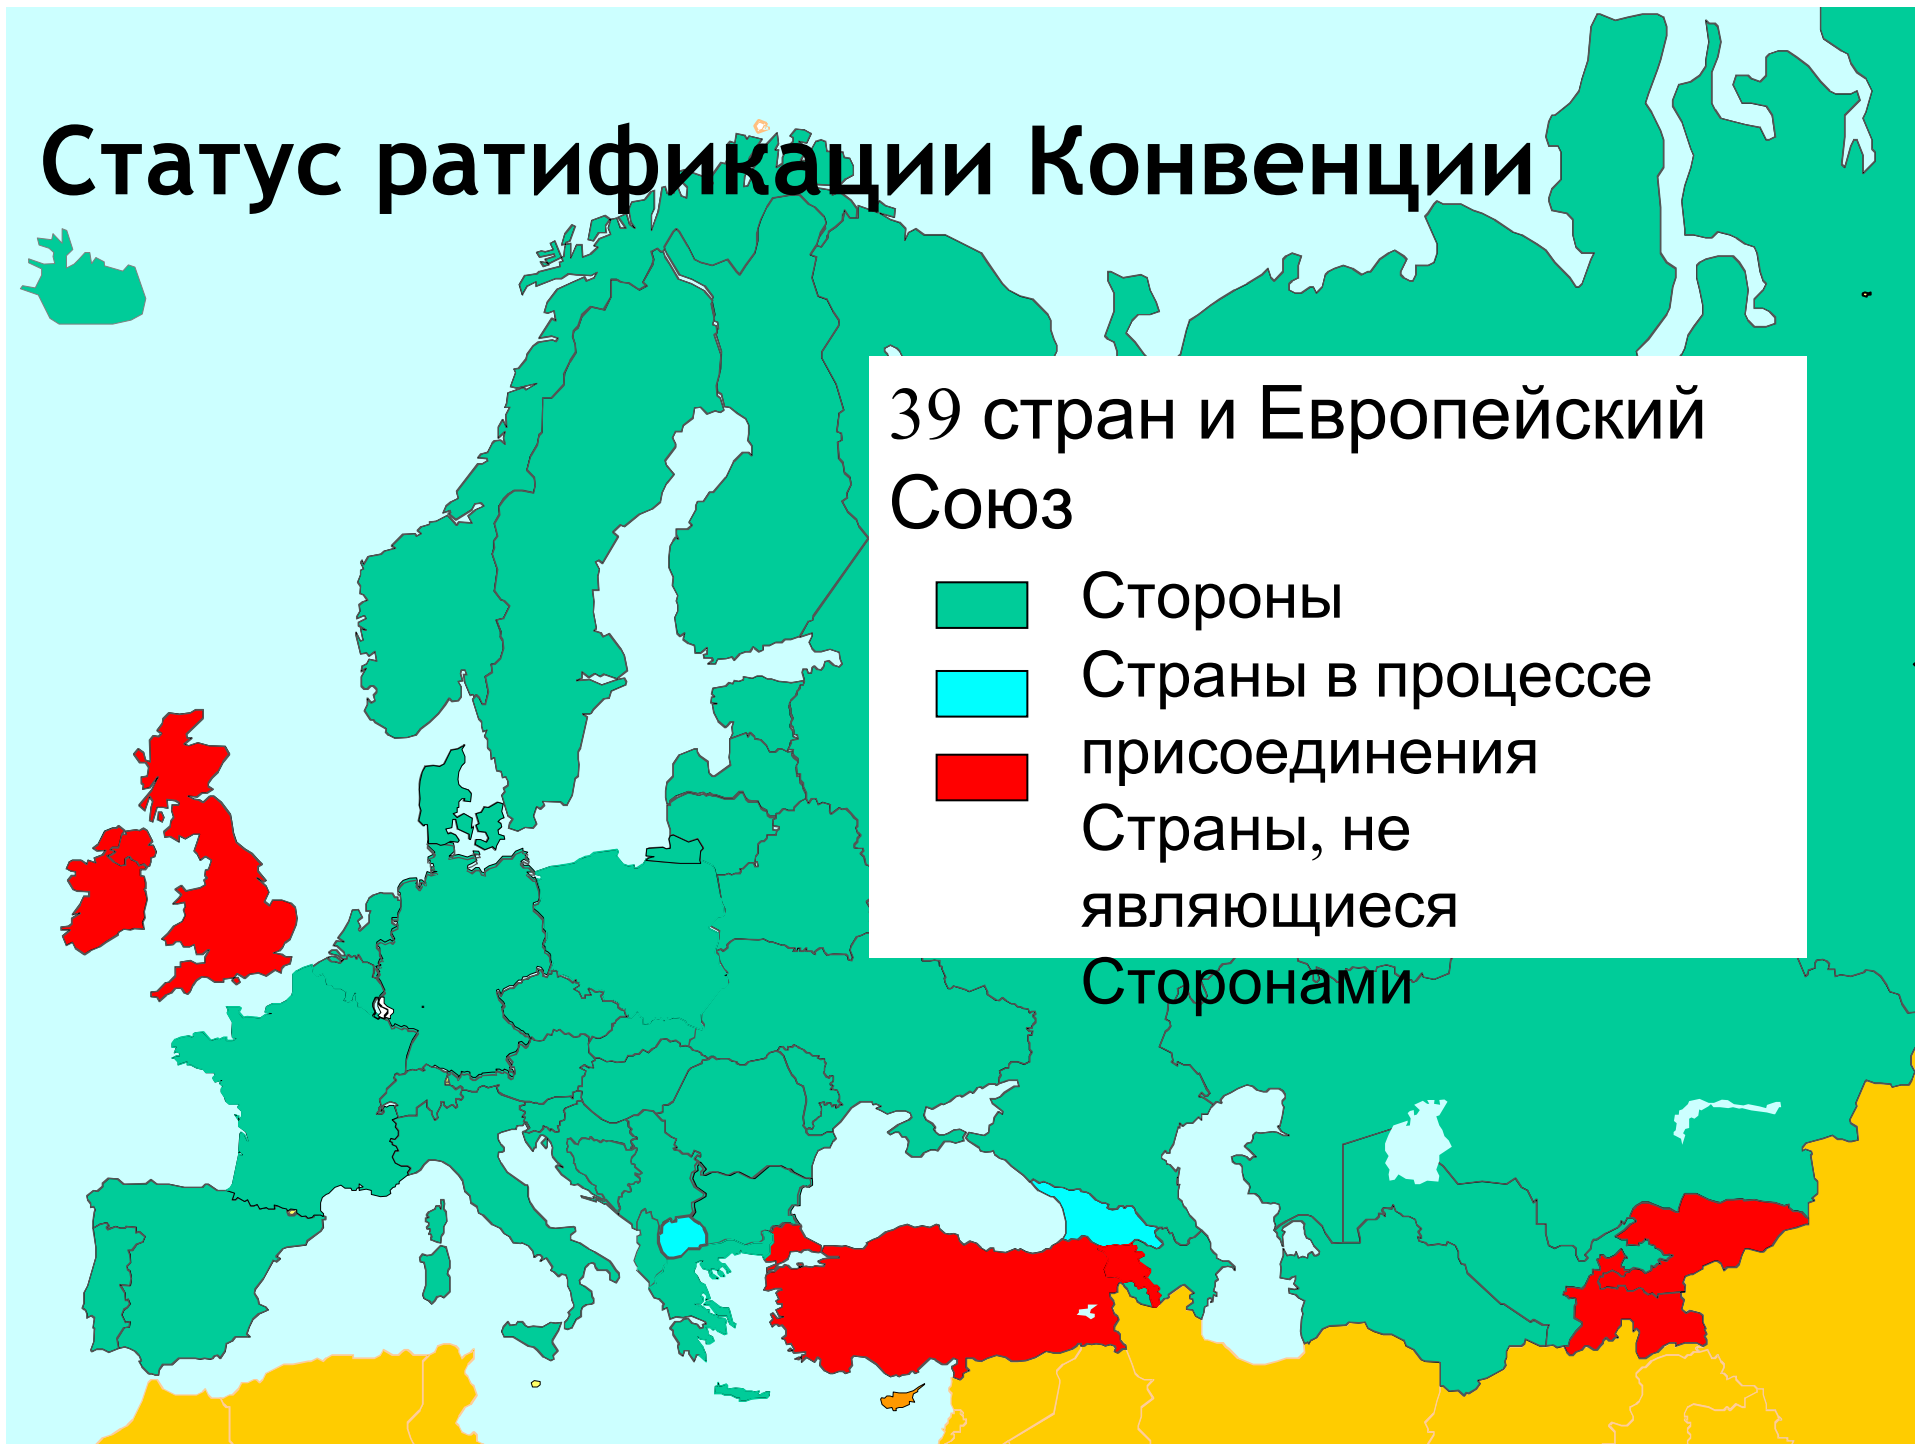 Статус ратификации Конвенции
39 стран и Европейский
Союз
Стороны
Страны в процессе
присоединения
Страны, не
являющиеся
Сторонами